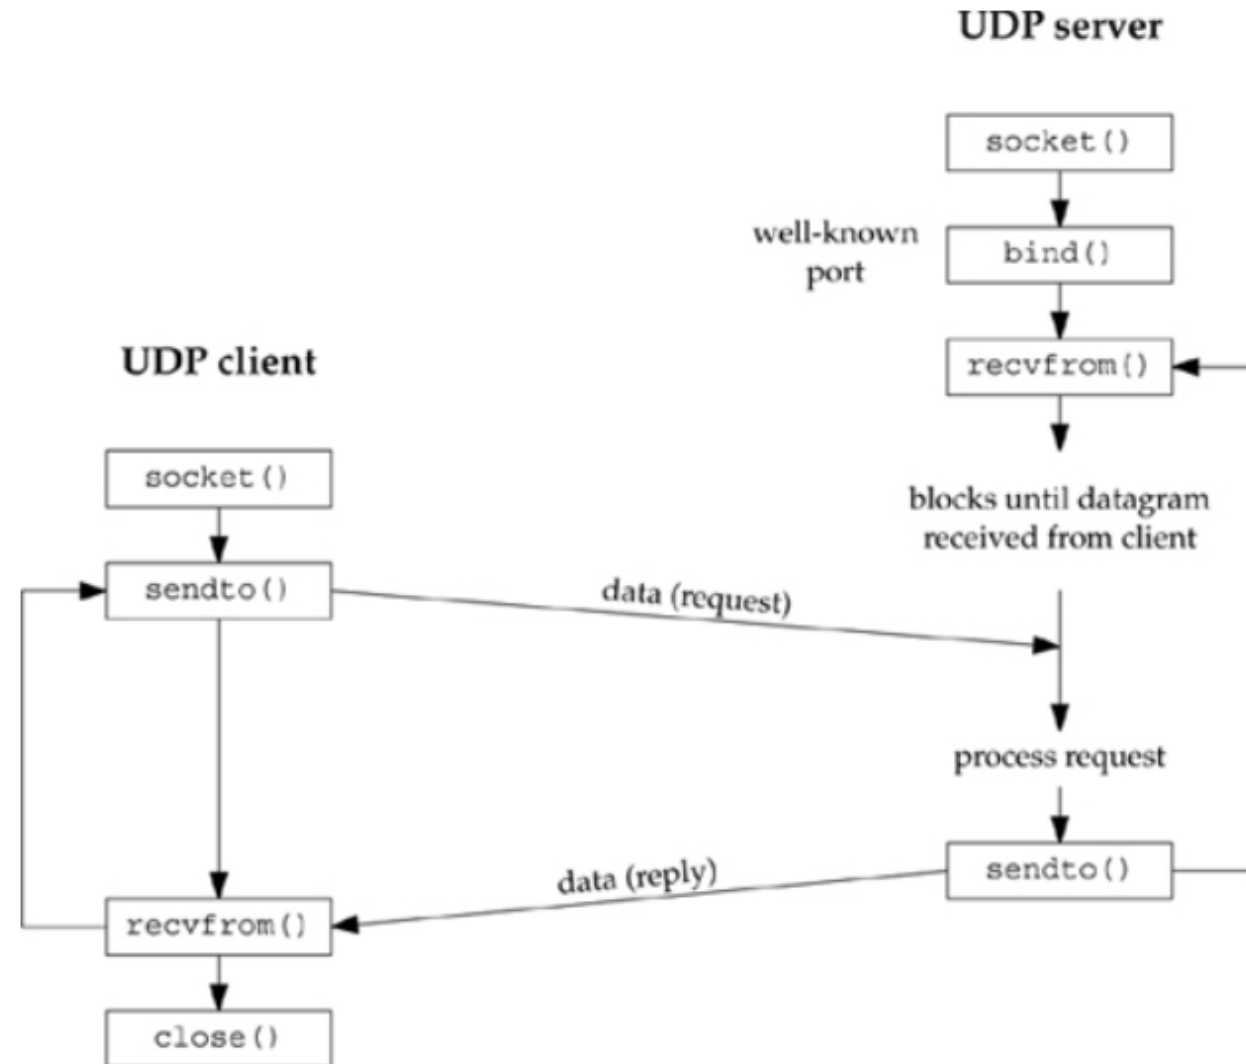 UDP server
socket()
well-known
port
bind()
recvfrom()
UDP client
socket()
blocks until datagram
received from client
sendto()
data (request)
process request
sendto()
data (reply)
recvfrom()
close()